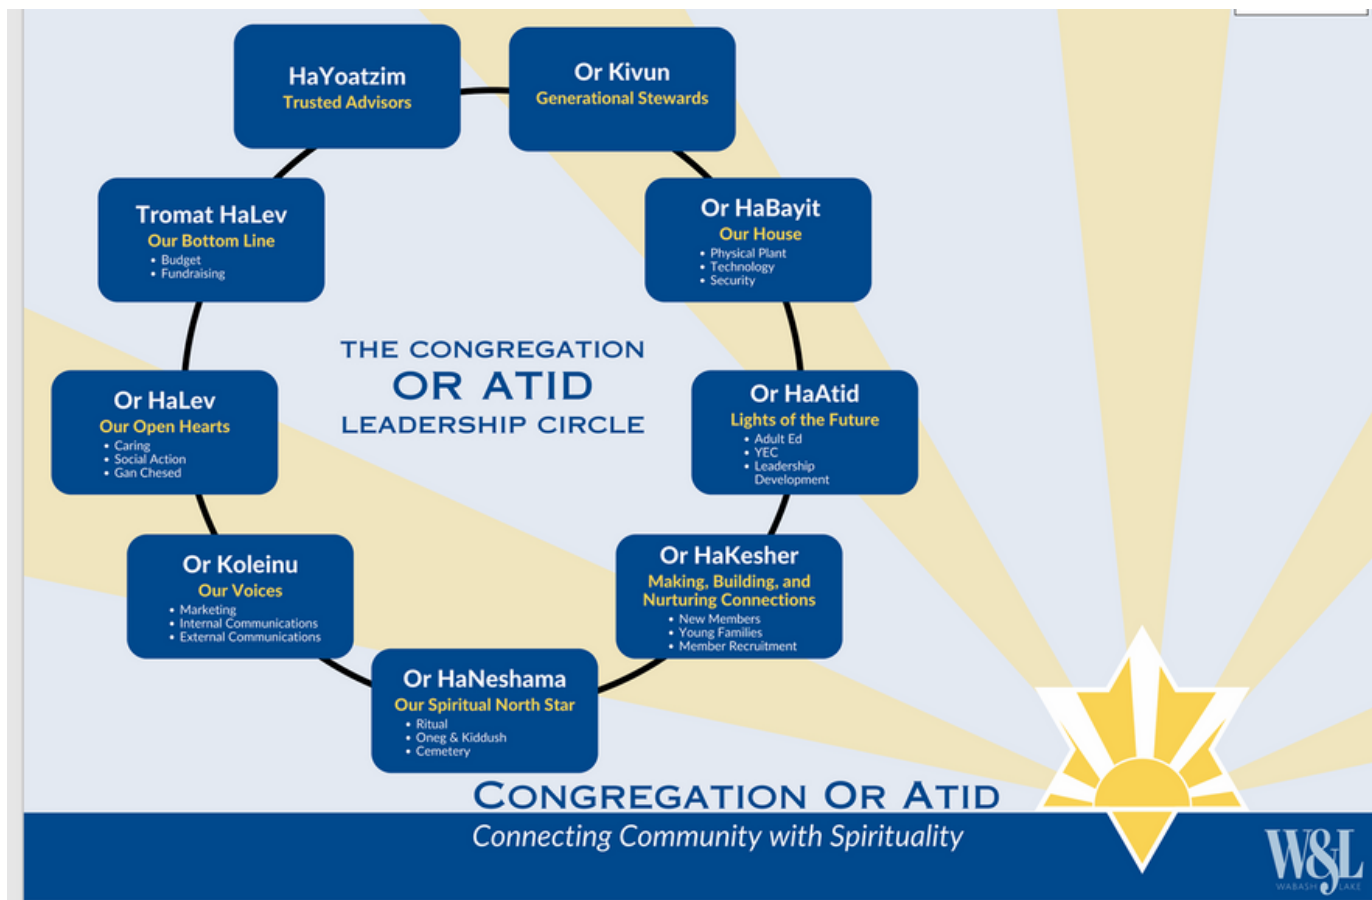 HaYoatzim
Trusted Advisors
Or Kivun
Generational Stewards
Tromat HaLev
Our Bottom Line
• Budget
• Fundraising
Or HaBayit
Our House
• Physical Plant
• Technology
• Security
THE CONGREGATION
OR ATID
LEADERSHIP CIRCLE
Or HaLev
Our Open Hearts
• Caring
• Social Action
• Gan Chesed
Or HaAtid
Lights of the Future
• Adult Ed
• YEC
• Leadership
Development
Or Koleinu
Our Voices
• Marketing
• Internal Communications
• External Communications
Or HaKesher
Making, Building, and
Nurturing Connections
• New Members
• Young Families
• Member Recruitment
Or HaNeshama
Our Spiritual North Star
• Ritual
• Oneg & Kiddush
• Cemetery
CONGREGATION OR ATID
Connecting Community with Spirituality
W&L
WABASH LAKE